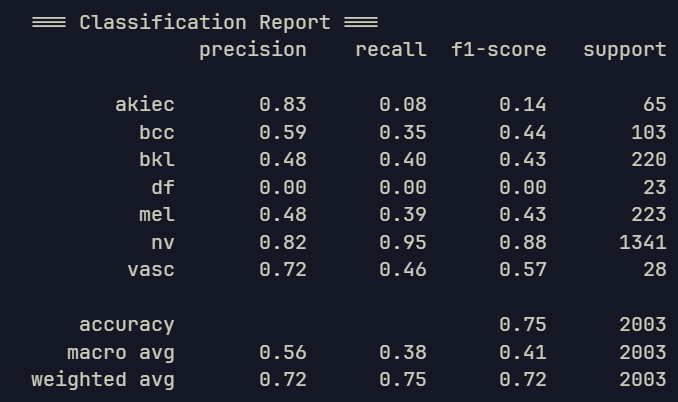 === Classification Report ===
precision recall f1-score support
akiec 0.83 0.08 0.14 65
bcc 0.59 0.35 0.44 103
bkl 0.48 0.40 0.43 220
df 0.00 0.00 0.00 23
mel 0.48 0.39 0.43 223
nv 0.82 0.95 0.88 1341
vasc 0.72 0.46 0.57 28
accuracy 0.75 2003
macro avg 0.56 0.38 0.41 2003
weighted avg 0.72 0.75 0.72 2003